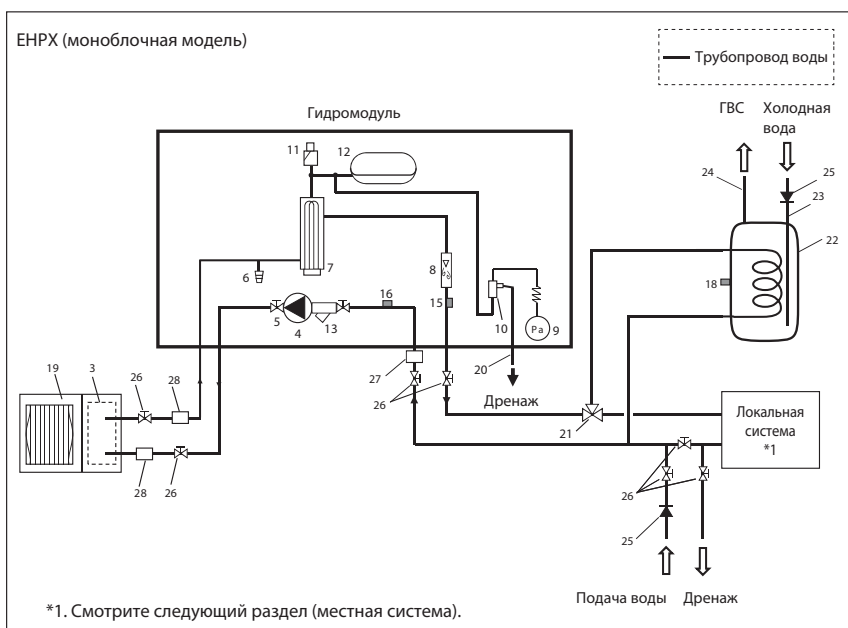 EHPX (моноблочная модель)
Трубопровод воды
Гидромодуль
ГВС
Холодная
вода
11
12
24
25
23
7
8
6
22
16
15
18
5
4
13
10
Pa
9
19
3
26
28
27
20
26
Дренаж
21
Локальная
система
*1
28
26
26
25
Подача воды
Дренаж
*1. Смотрите следующий раздел (местная система).